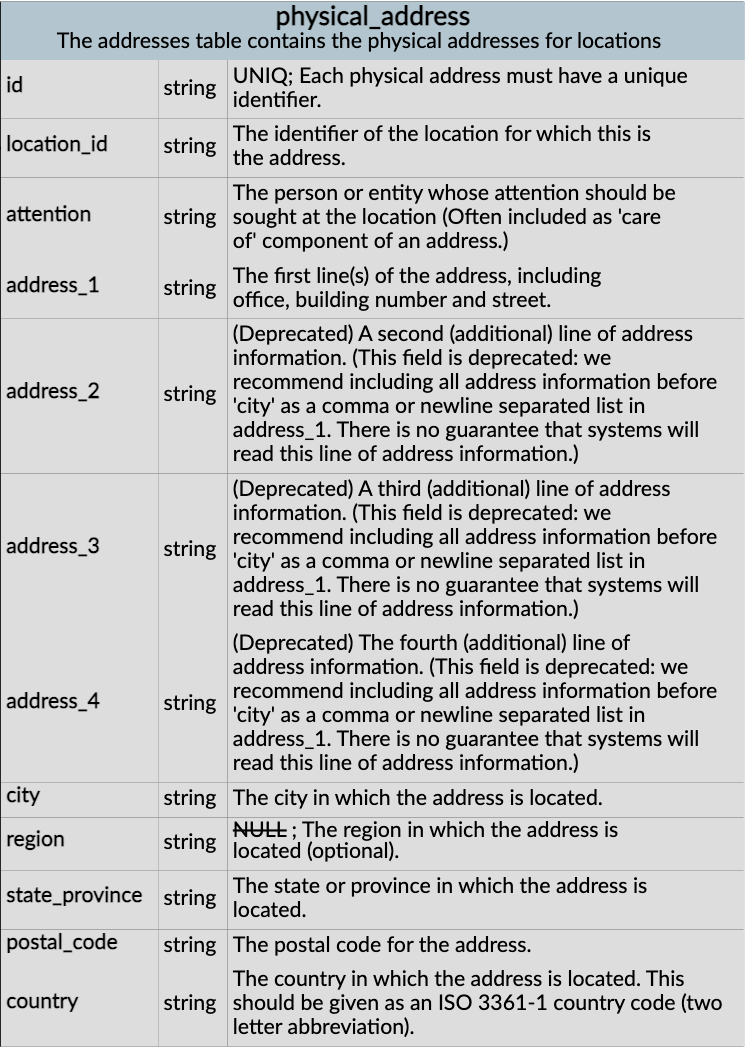 physical_address
The addresses table contains the physical addresses for locations
id
string
UNIQ; Each physical address must have a unique
identifier.
location_id
string
The identifier of the location for which this is
the address.
attention
string
The person or entity whose attention should be
sought at the location (Often included as 'care
of' component of an address.)
address_1
string
The first line(s) of the address, including
office, building number and street.
address_2
string
(Deprecated) A second (additional) line of address
information. (This field is deprecated: we
recommend including all address information before
'city' as a comma or newline separated list in
address_1. There is no guarantee that systems will
read this line of address information.)
address_3
string
(Deprecated) A third (additional) line of address
information. (This field is deprecated: we
recommend including all address information before
'city' as a comma or newline separated list in
address_1. There is no guarantee that systems will
read this line of address information.)
address_4
string
(Deprecated) The fourth (additional) line of
address information. (This field is deprecated: we
recommend including all address information before
'city' as a comma or newline separated list in
address_1. There is no guarantee that systems will
read this line of address information.)
city
string
The city in which the address is located.
region
string
NULL ; The region in which the address is
located (optional).
state_province
string
The state or province in which the address is
located.
postal_code
string
The postal code for the address.
country
string
The country in which the address is located. This
should be given as an ISO 3361-1 country code (two
letter abbreviation).